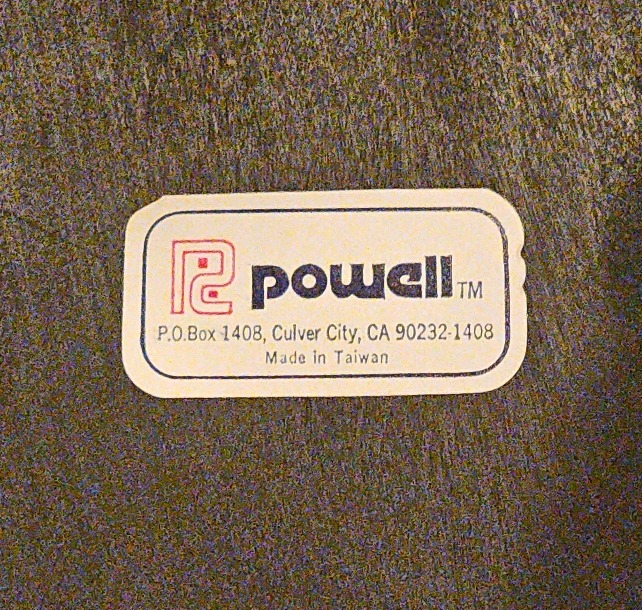 powell TM
P.O.Box 1408, Culver City, CA 90232-1408
Made in Taiwan